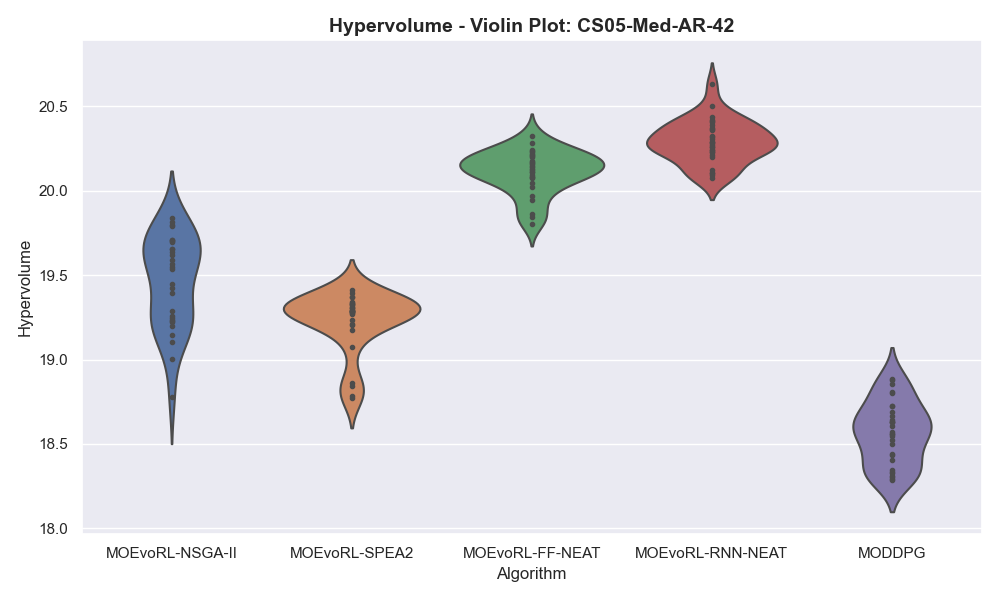 Hypervolume - Violin Plot: CS05-Med-AR-42
Hypervolume
20.5
20.0
19.5
19.0
18.5
18.0
MOEvoRL-NSGA-II MOEvoRL-SPEA2 MOEvoRL-FF-NEAT MOEvoRL-RNN-NEAT MODDPG
Algorithm